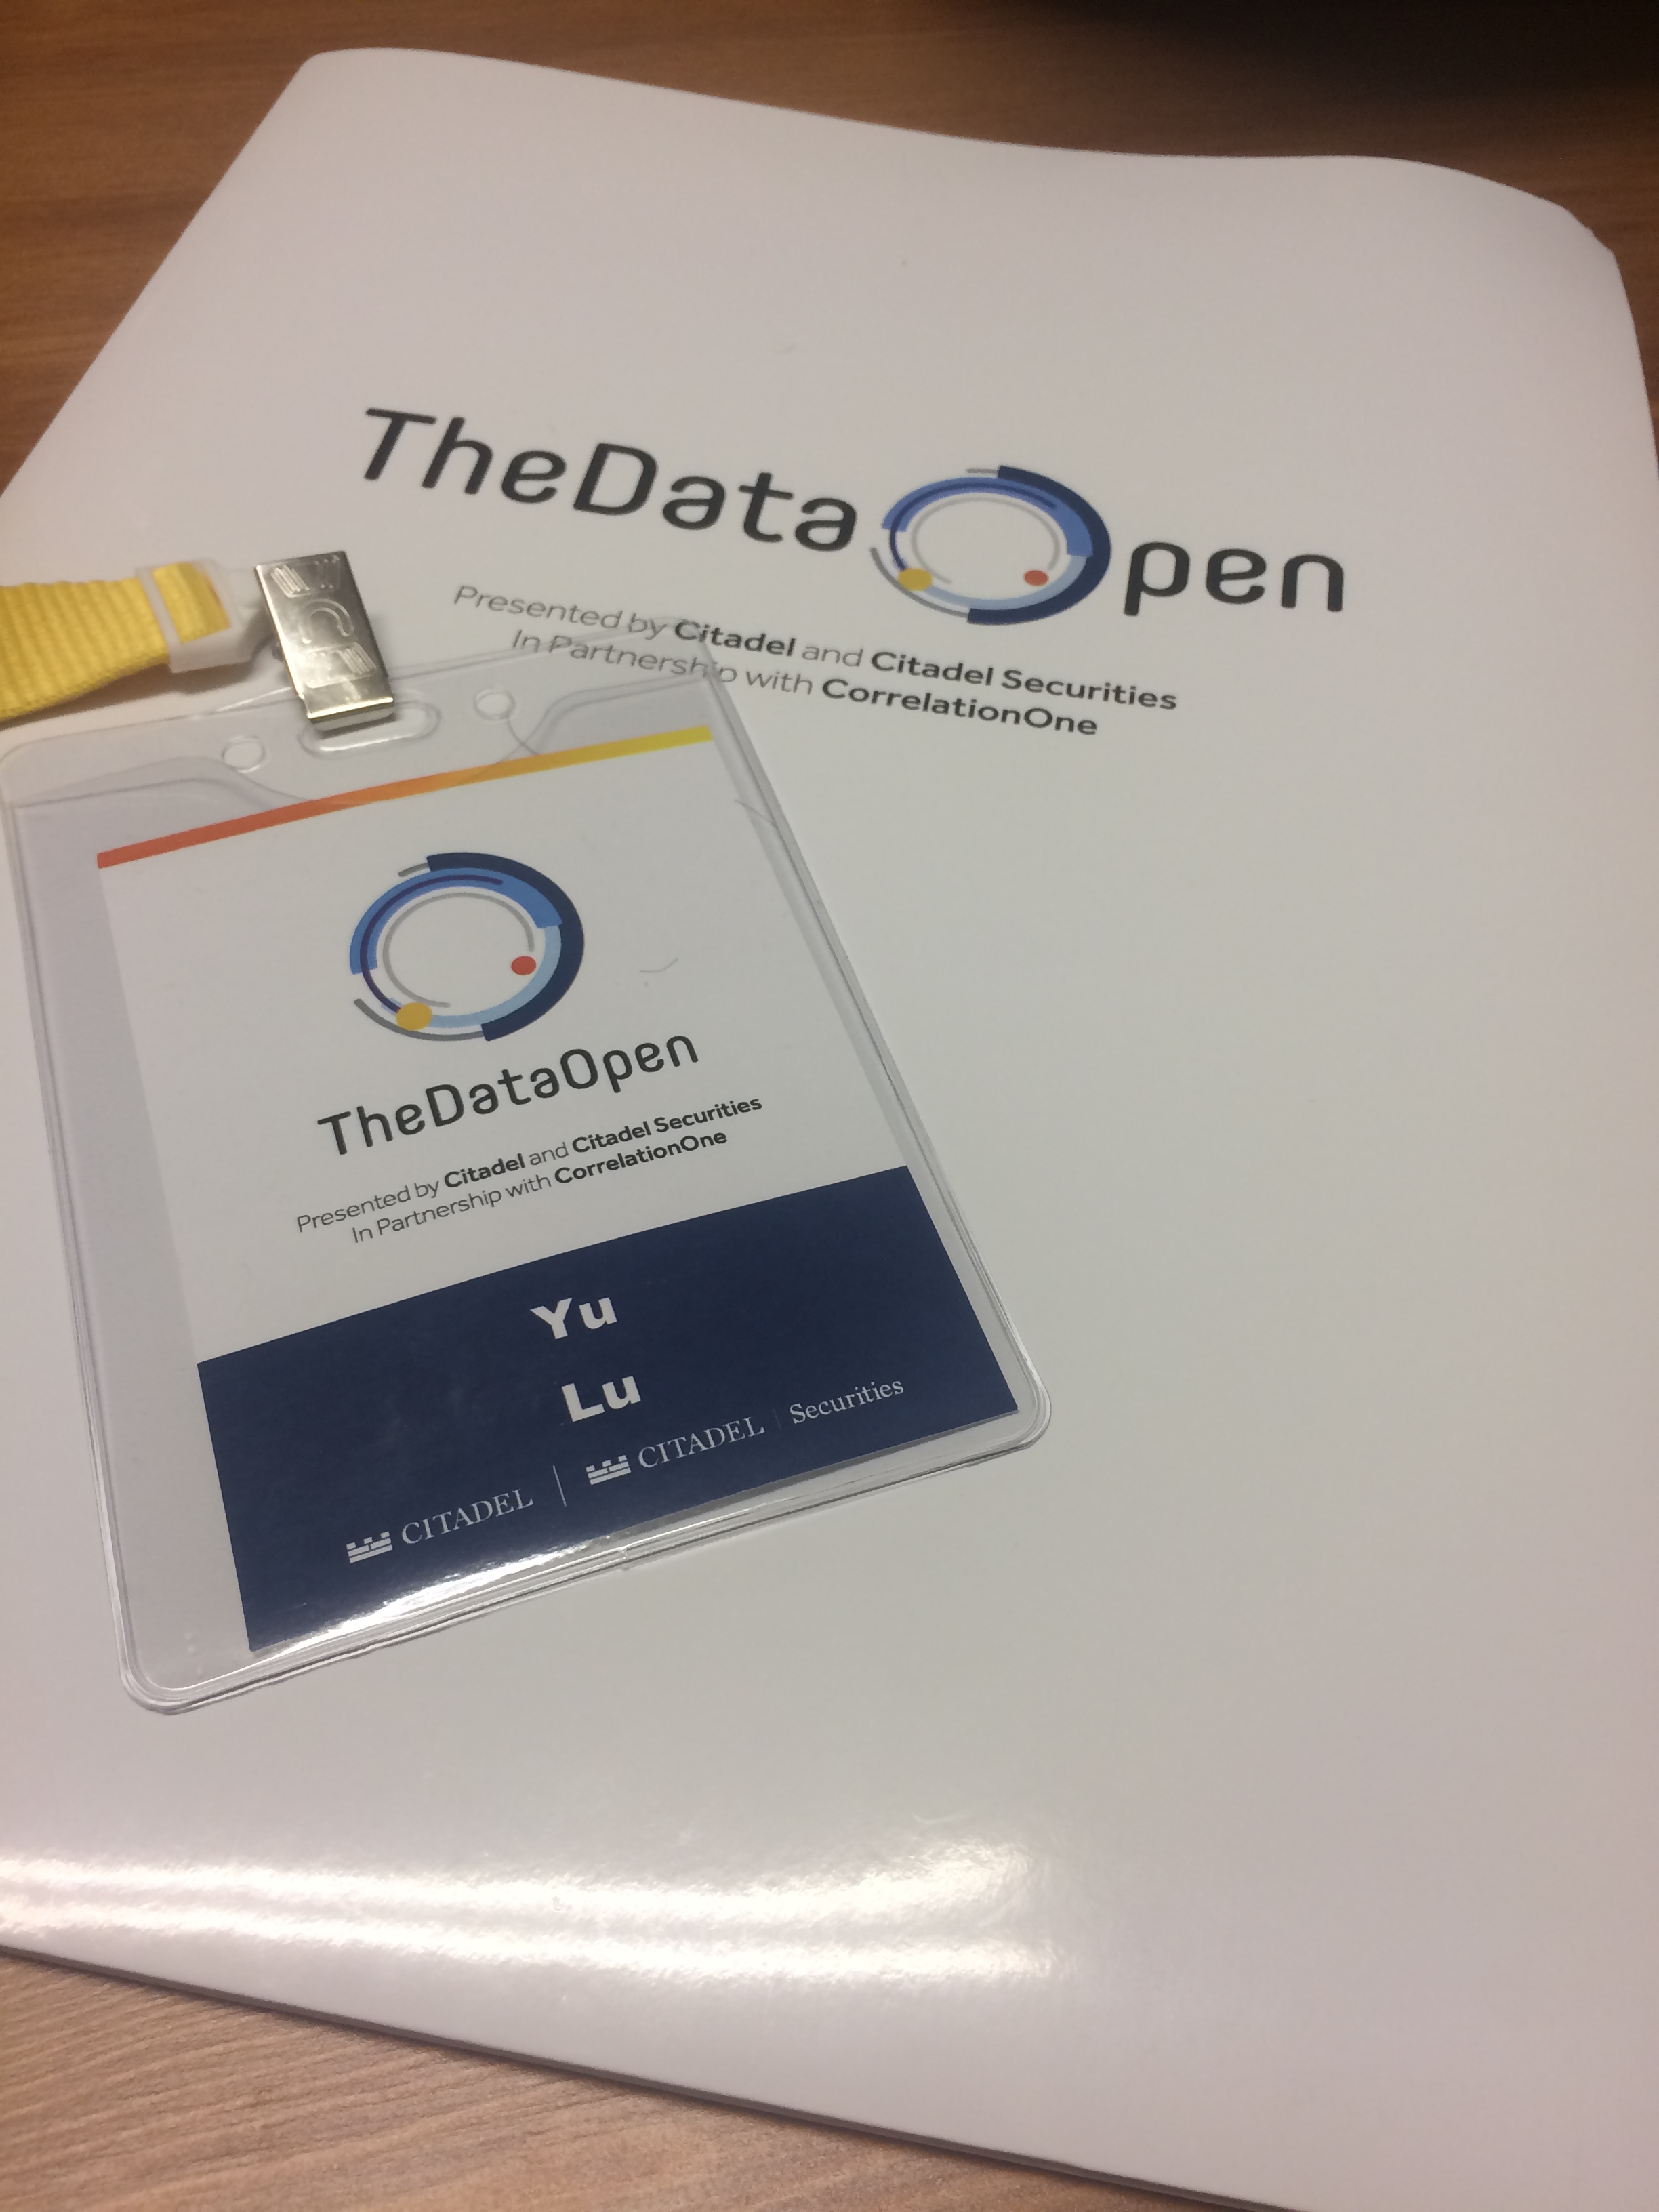 TheDataOpen
Presented by Citadel and Citadel Securities
In Partnership with CorrelationOne
TheDataOpen
Presented by Citadel and Citadel Securities
In Partnership with CorrelationOne
Yu
Lu
CITADEL | CITADEL | Securities